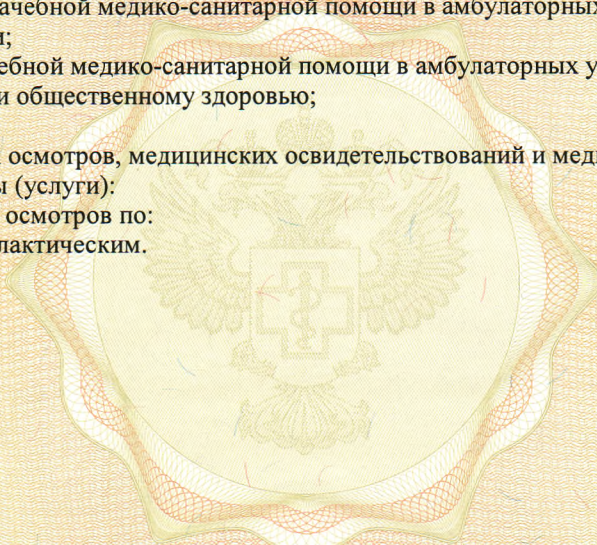 ачебной медико-санитарной помощи в амбулаторных
и;
ебной медико-санитарной помощи в амбулаторных у
и общественному здоровью;
осмотров, медицинских освидетельствований и мед
ы (услуги):
осмотров по:
лактическим.